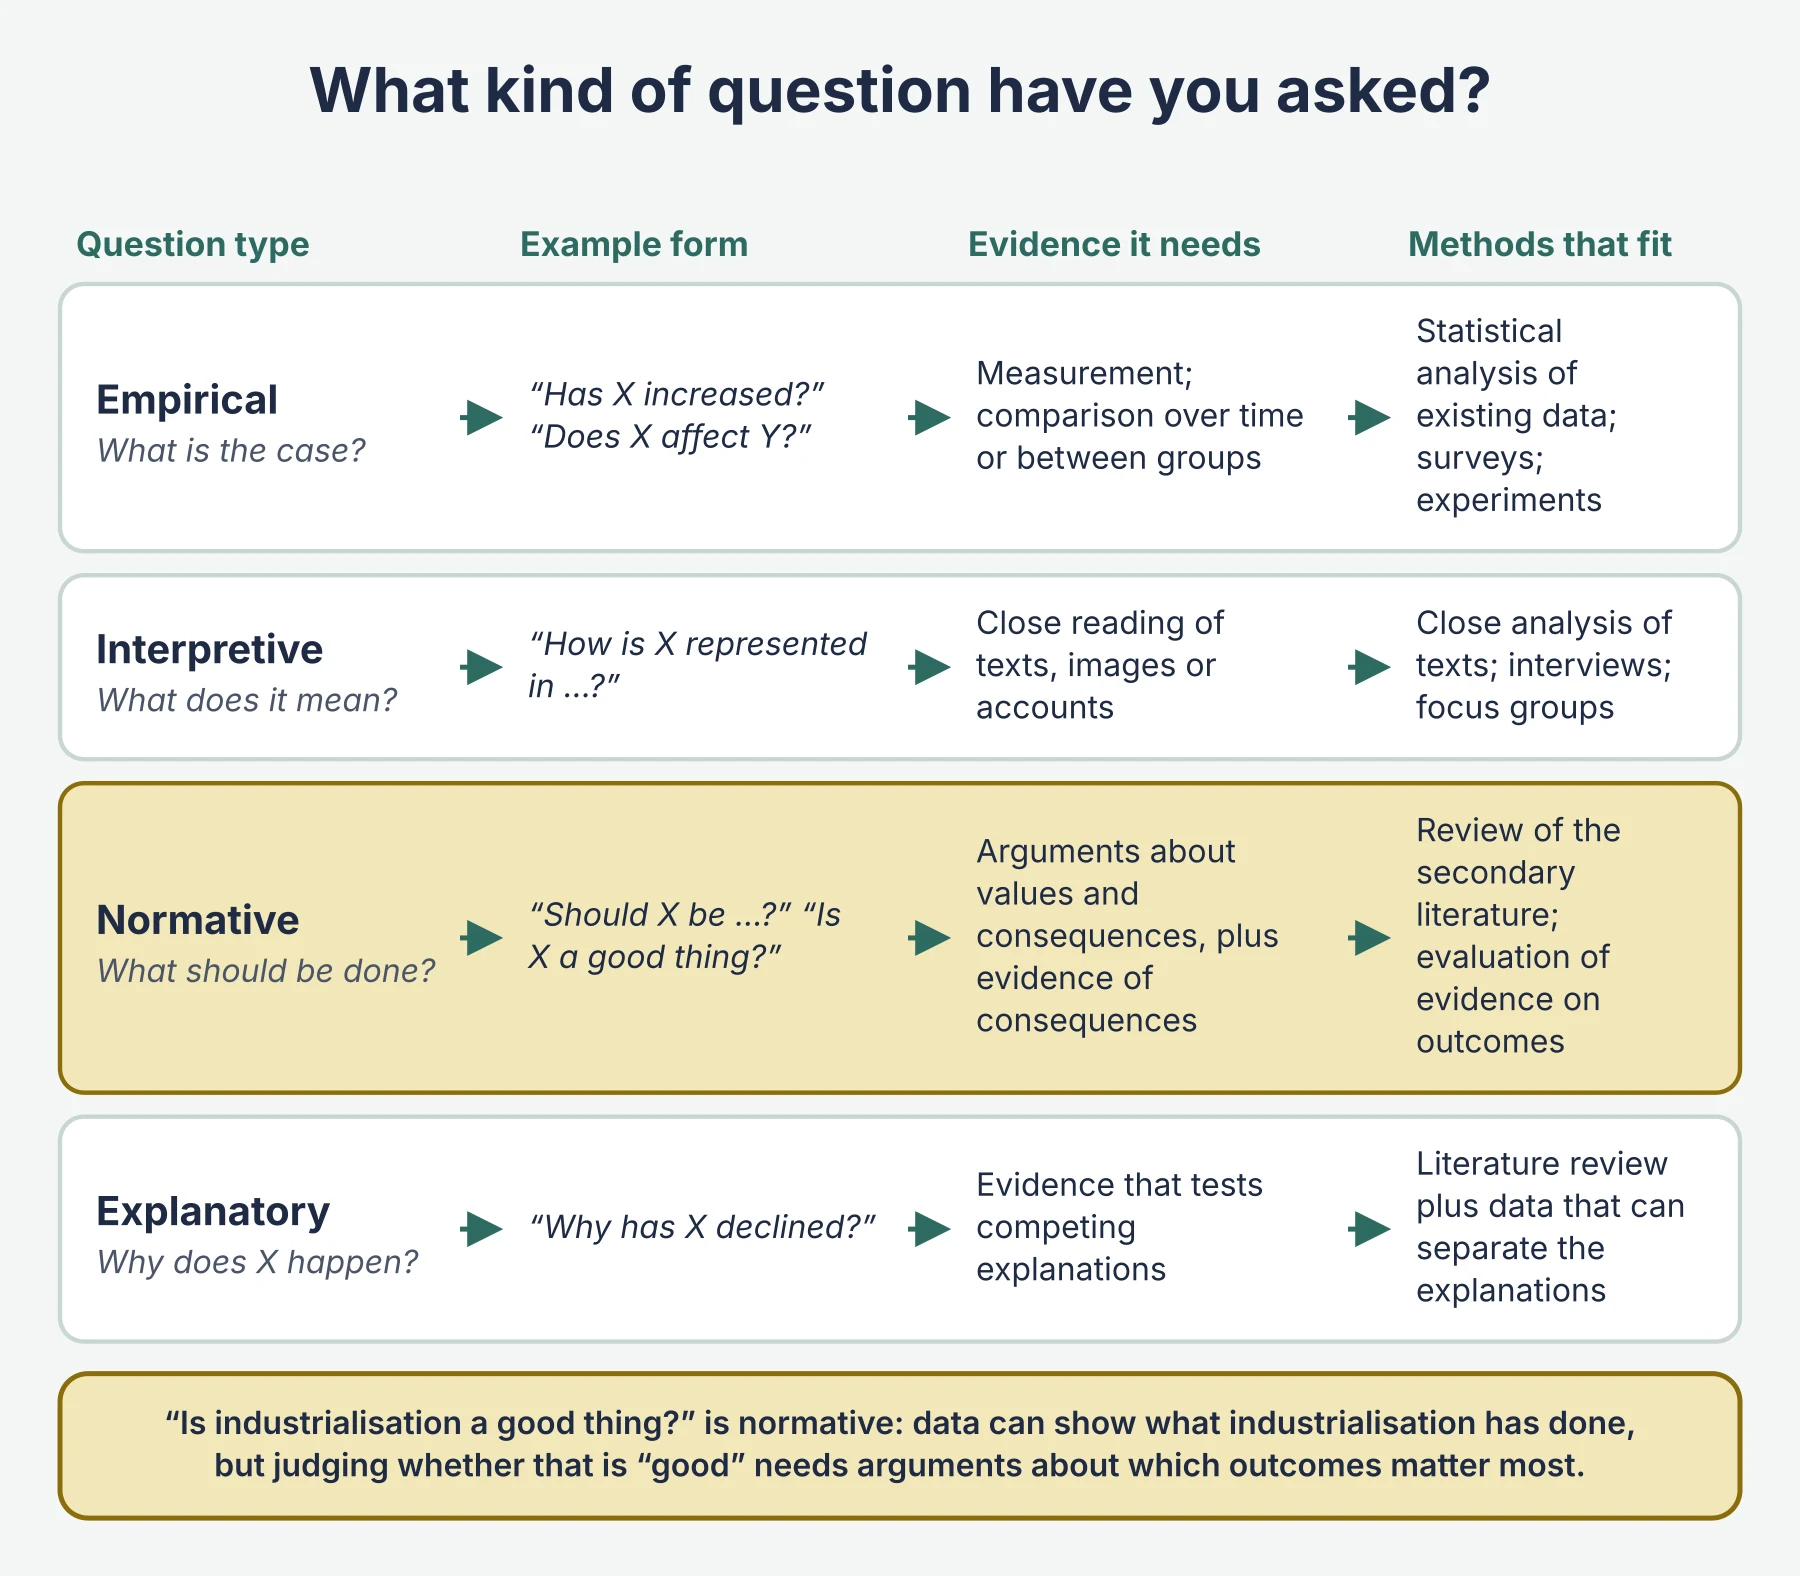 What kind of question have you asked?
Question type
Example form
Evidence it needs
Methods that fit
Empirical
What is the case?
“Has X increased?”
“Does X affect Y?”
Measurement;
comparison over time
or between groups
Statistical
analysis of
existing data;
surveys;
experiments
Interpretive
What does it mean?
“How is X represented
in …?”
Close reading of
texts, images or
accounts
Close analysis of
texts; interviews;
focus groups
Normative
What should be done?
“Should X be …?” “Is
X a good thing?”
Arguments about
values and
consequences, plus
evidence of
consequences
Review of the
secondary
literature;
evaluation of
evidence on
outcomes
Explanatory
Why does X happen?
“Why has X declined?”
Evidence that tests
competing
explanations
Literature review
plus data that can
separate the
explanations
“Is industrialisation a good thing?” is normative: data can show what industrialisation has done,
but judging whether that is “good” needs arguments about which outcomes matter most.